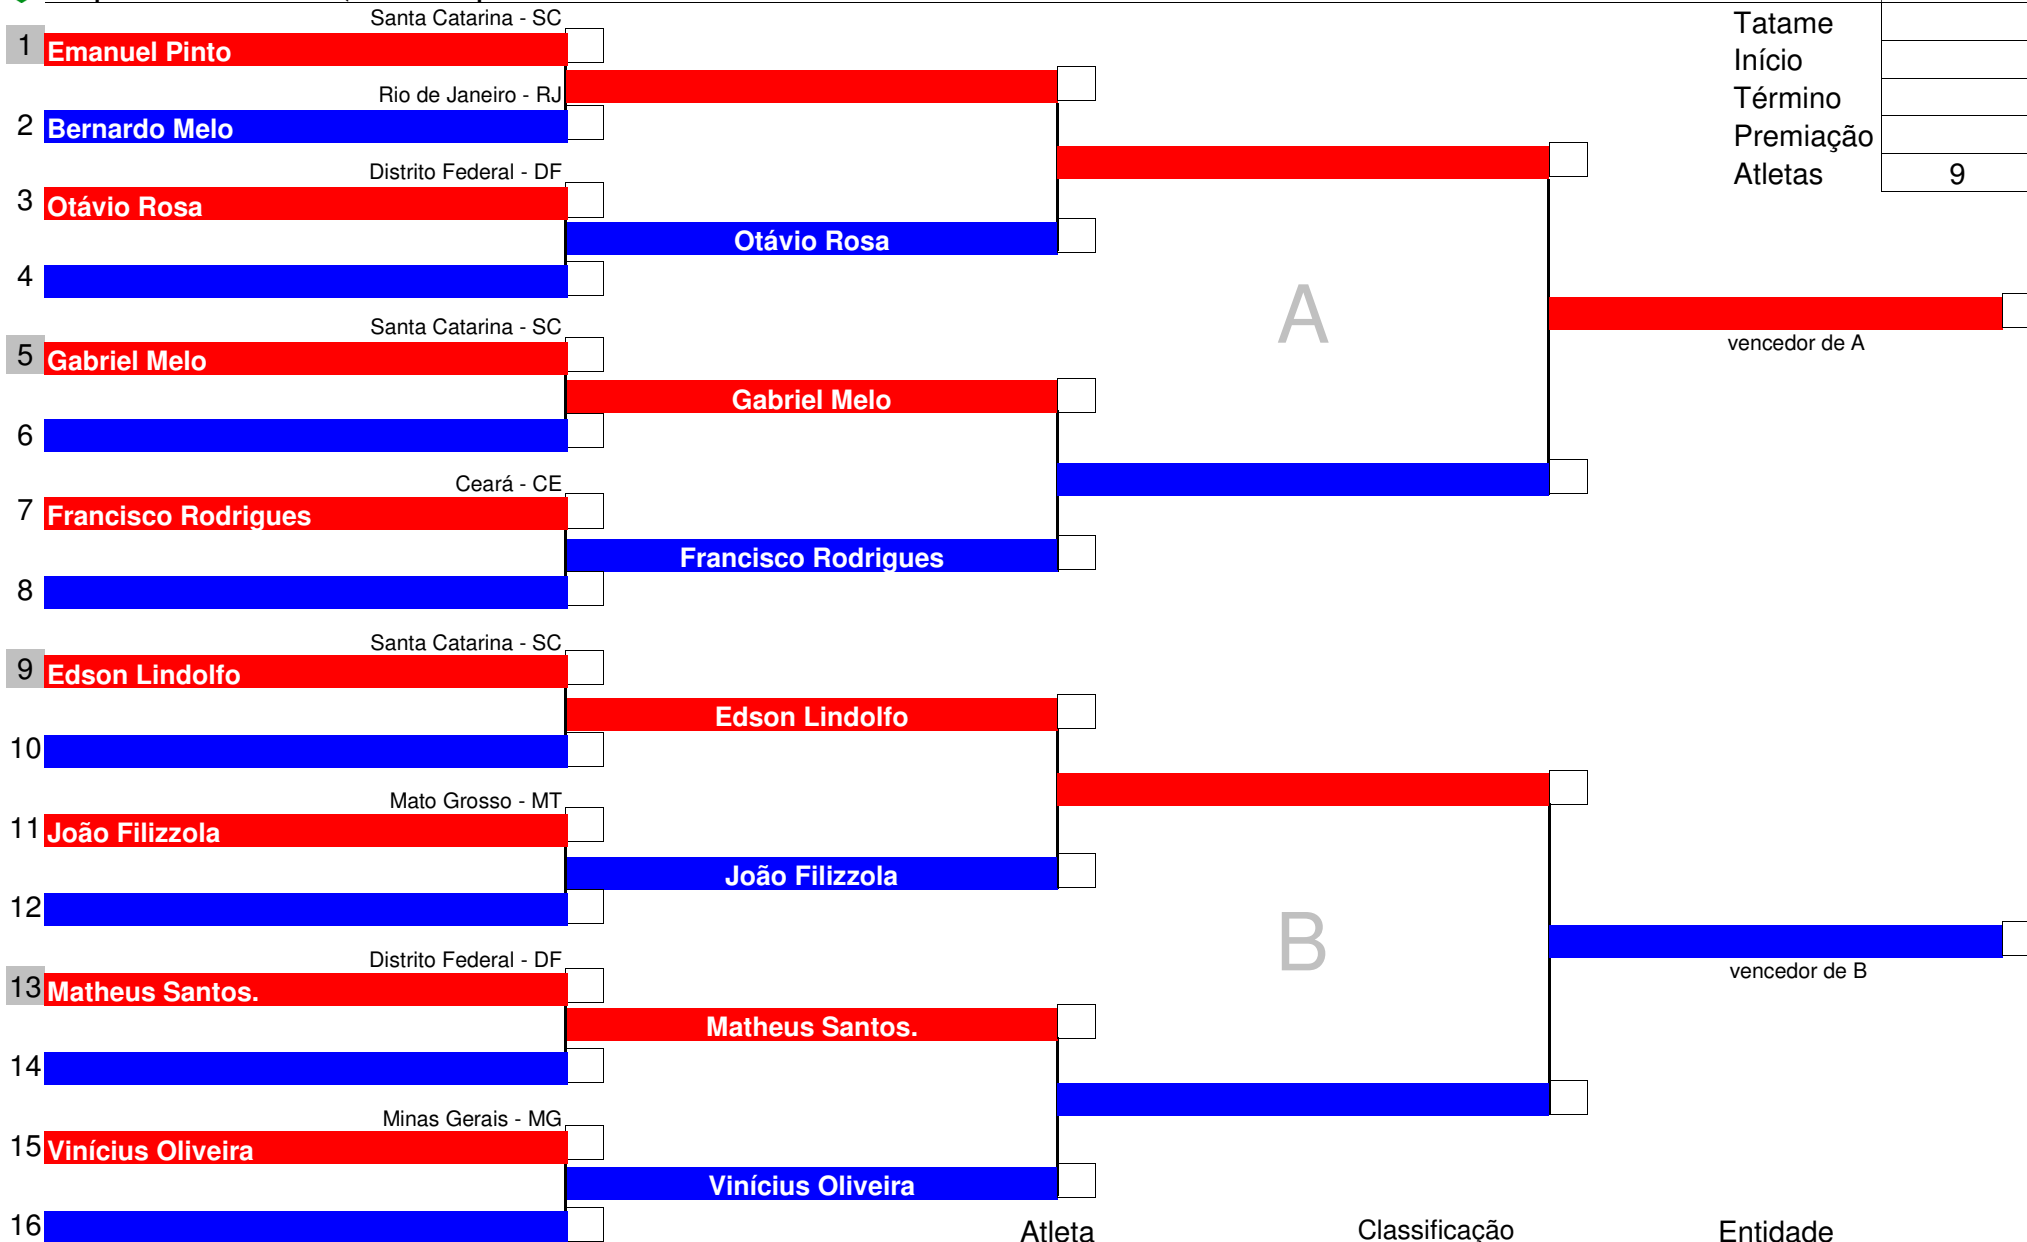 Santa Catarina - SC
1 Emanuel Pinto
Rio de Janeiro - RJ
2 Bernardo Melo
Distrito Federal - DF
3 Otávio Rosa
Otávio Rosa
4
Santa Catarina - SC
5 Gabriel Melo
Gabriel Melo
6
Ceará - CE
7 Francisco Rodrigues
Francisco Rodrigues
8
Santa Catarina - SC
9 Edson Lindolfo
Edson Lindolfo
10
Mato Grosso - MT
11 João Filizzola
João Filizzola
12
Distrito Federal - DF
13 Matheus Santos.
Matheus Santos.
14
Minas Gerais - MG
15 Vinícius Oliveira
Vinícius Oliveira
16
A
B
vencedor de A
vencedor de B
Tatame
Início
Término
Premiação
Atletas 9
Atleta Classificação Entidade